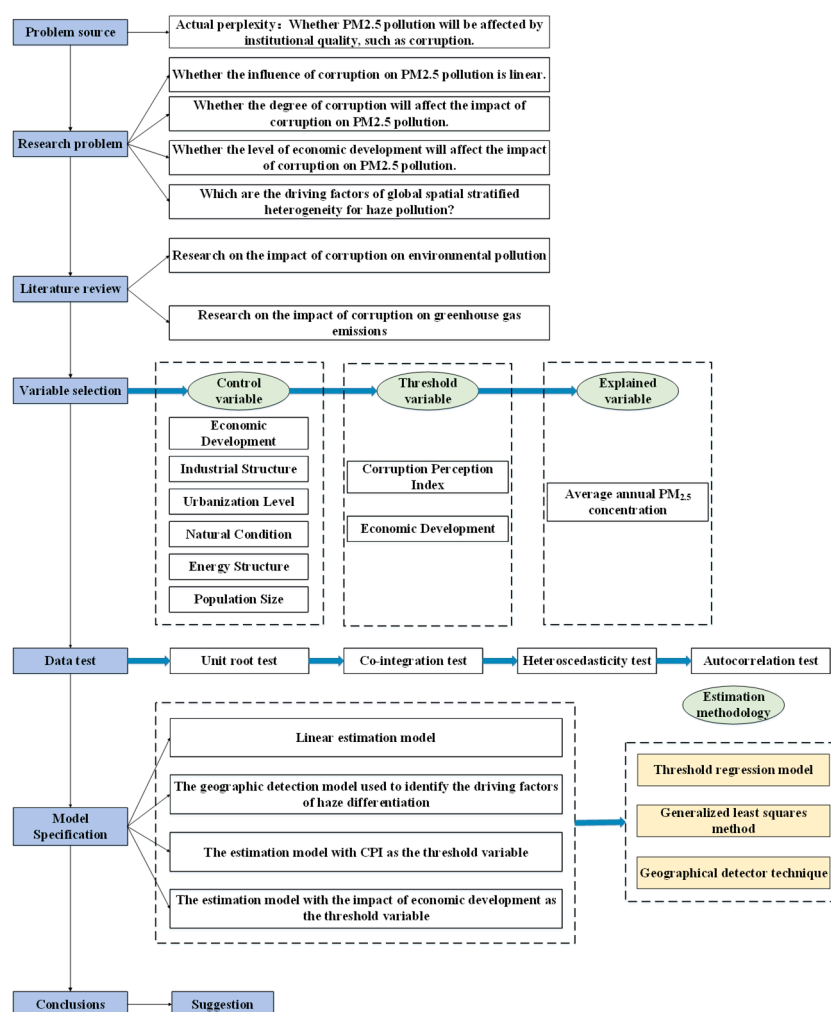 Problem source
Actual perplexity：Whether PM2.5 pollution will be affected by
institutional quality, such as corruption.
Whether the influence of corruption on PM2.5 pollution is linear.
Whether the degree of corruption will affect the impact of
corruption on PM2.5 pollution.
Research problem
Whether the level of economic development will affect the impact
of corruption on PM2.5 pollution.
Which are the driving factors of global spatial stratified
heterogeneity for haze pollution?
Research on the impact of corruption on environmental pollution
Literature review
Research on the impact of corruption on greenhouse gas
emissions
Variable selection
Control
variable
Threshold
variable
Explained
variable
Economic
Development
Industrial Structure
Urbanization Level
Natural Condition
Energy Structure
Population Size
Corruption Perception
Index
Economic Development
Average annual PM2.5
concentration
Data test
Unit root test
Co-integration test
Heteroscedasticity test
Autocorrelation test
Estimation
methodology
Linear estimation model
The geographic detection model used to identify the driving factors
of haze differentiation
Model
Specification
The estimation model with CPI as the threshold variable
The estimation model with the impact of economic development as
the threshold variable
Threshold regression model
Generalized least squares
method
Geographical detector technique
Conclusions
Suggestion